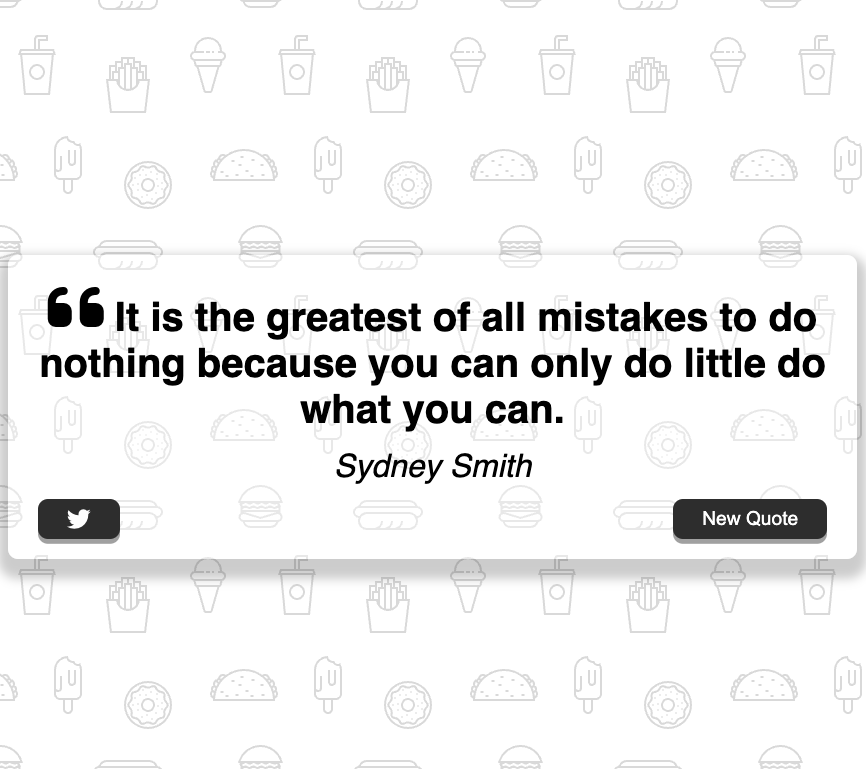 ❝ It is the greatest of all mistakes to do
nothing because you can only do little do
what you can.
Sydney Smith
New Quote